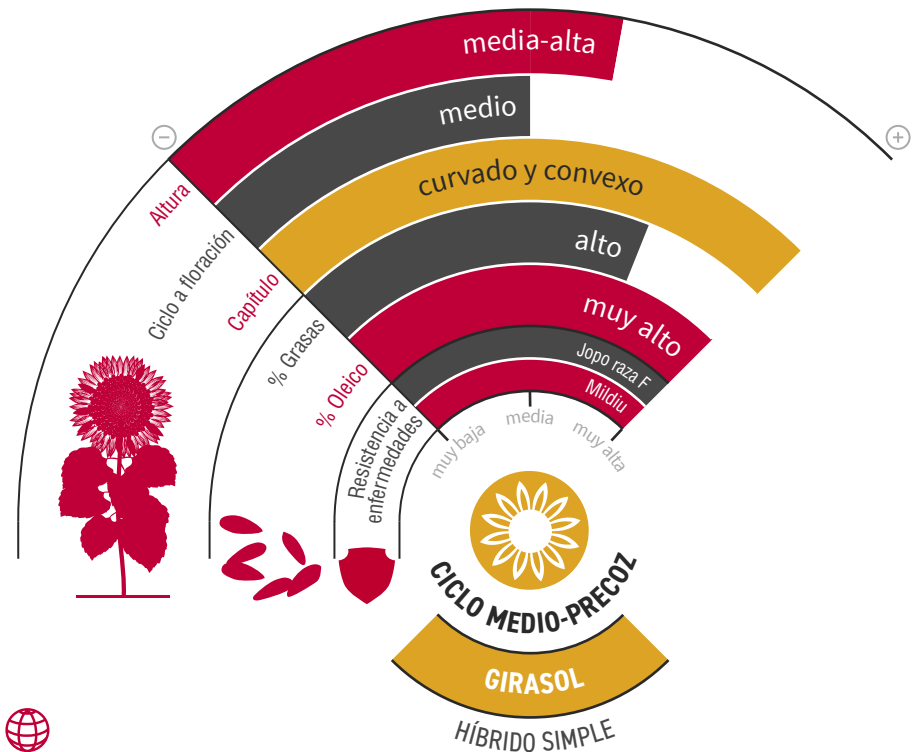 media-alta
medio
curvado y convexo
alto
muy alto
Jopo raza F
Mildiu
−
+
Altura
Ciclo a floración
Capítulo
% Grasas
% Oleico
Resistencia a
enfermedades
muy baja
media
muy alta
CICLO MEDIO-PRECOZ
GIRASOL
HÍBRIDO SIMPLE